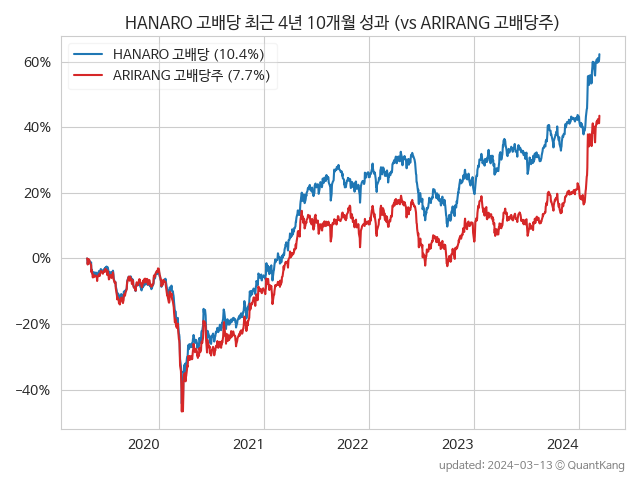 HANARO 고배당 최근 4년 10개월 성과 (vs ARIRANG 고배당주)
HANARO 고배당 (10.4%)
ARIRANG 고배당주 (7.7%)
60%
40%
20%
0%
−20%
−40%
2020 2021 2022 2023 2024
updated: 2024-03-13 ⓒ QuantKang